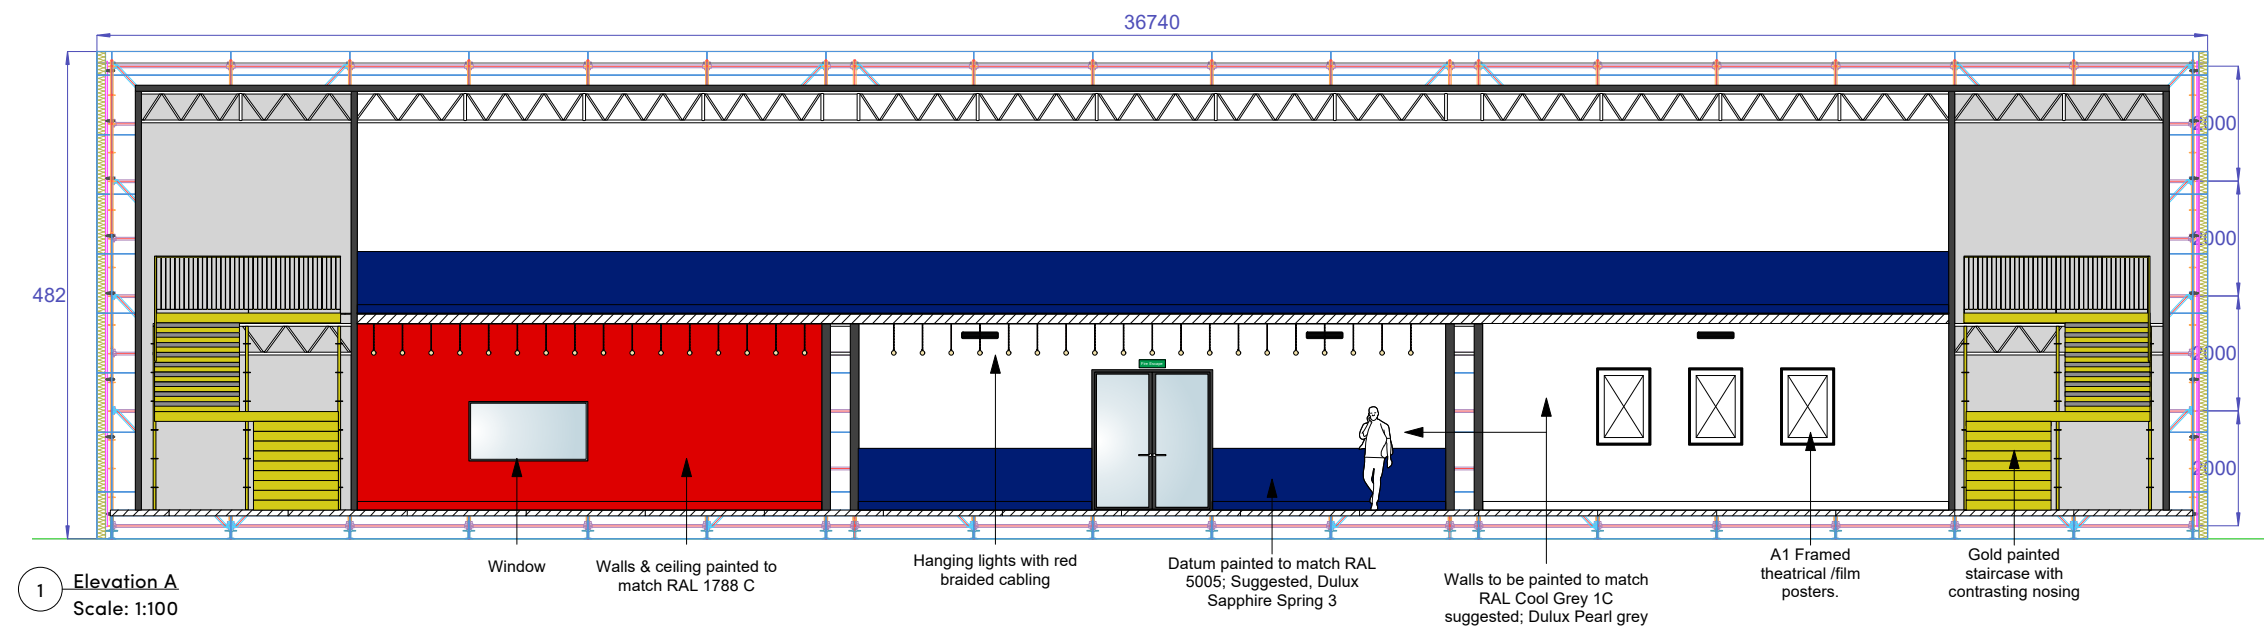 36740
2000
2000
482
2000
2000
Fire Escape
Window
Walls & ceiling painted to
match RAL 1788 C
Hanging lights with red
braided cabling
Datum painted to match RAL
5005; Suggested, Dulux
Sapphire Spring 3
Walls to be painted to match
RAL Cool Grey 1C
suggested; Dulux Pearl grey
A1 Framed
theatrical /film
posters.
Gold painted
staircase with
contrasting nosing
1
Elevation A
Scale: 1:100